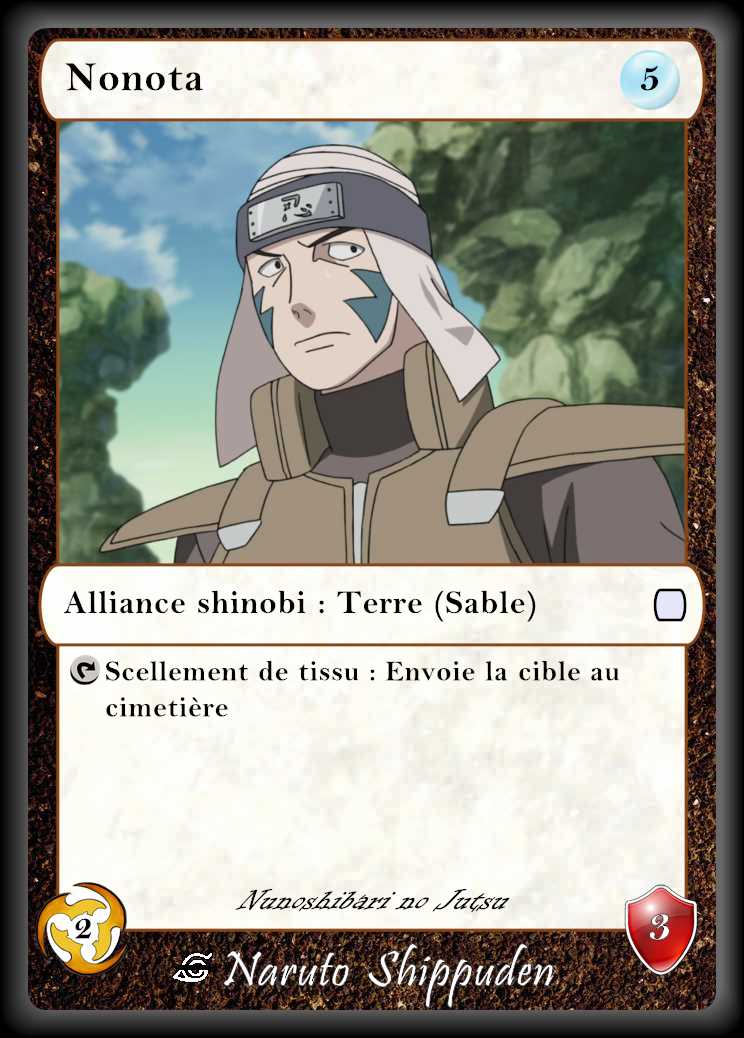 Nonota
5
忍
Alliance shinobi : Terre (Sable)
Scellement de tissu : Envoie la cible au
cimetière
Nunoshibari no Jutsu
2
3
Naruto Shippuden